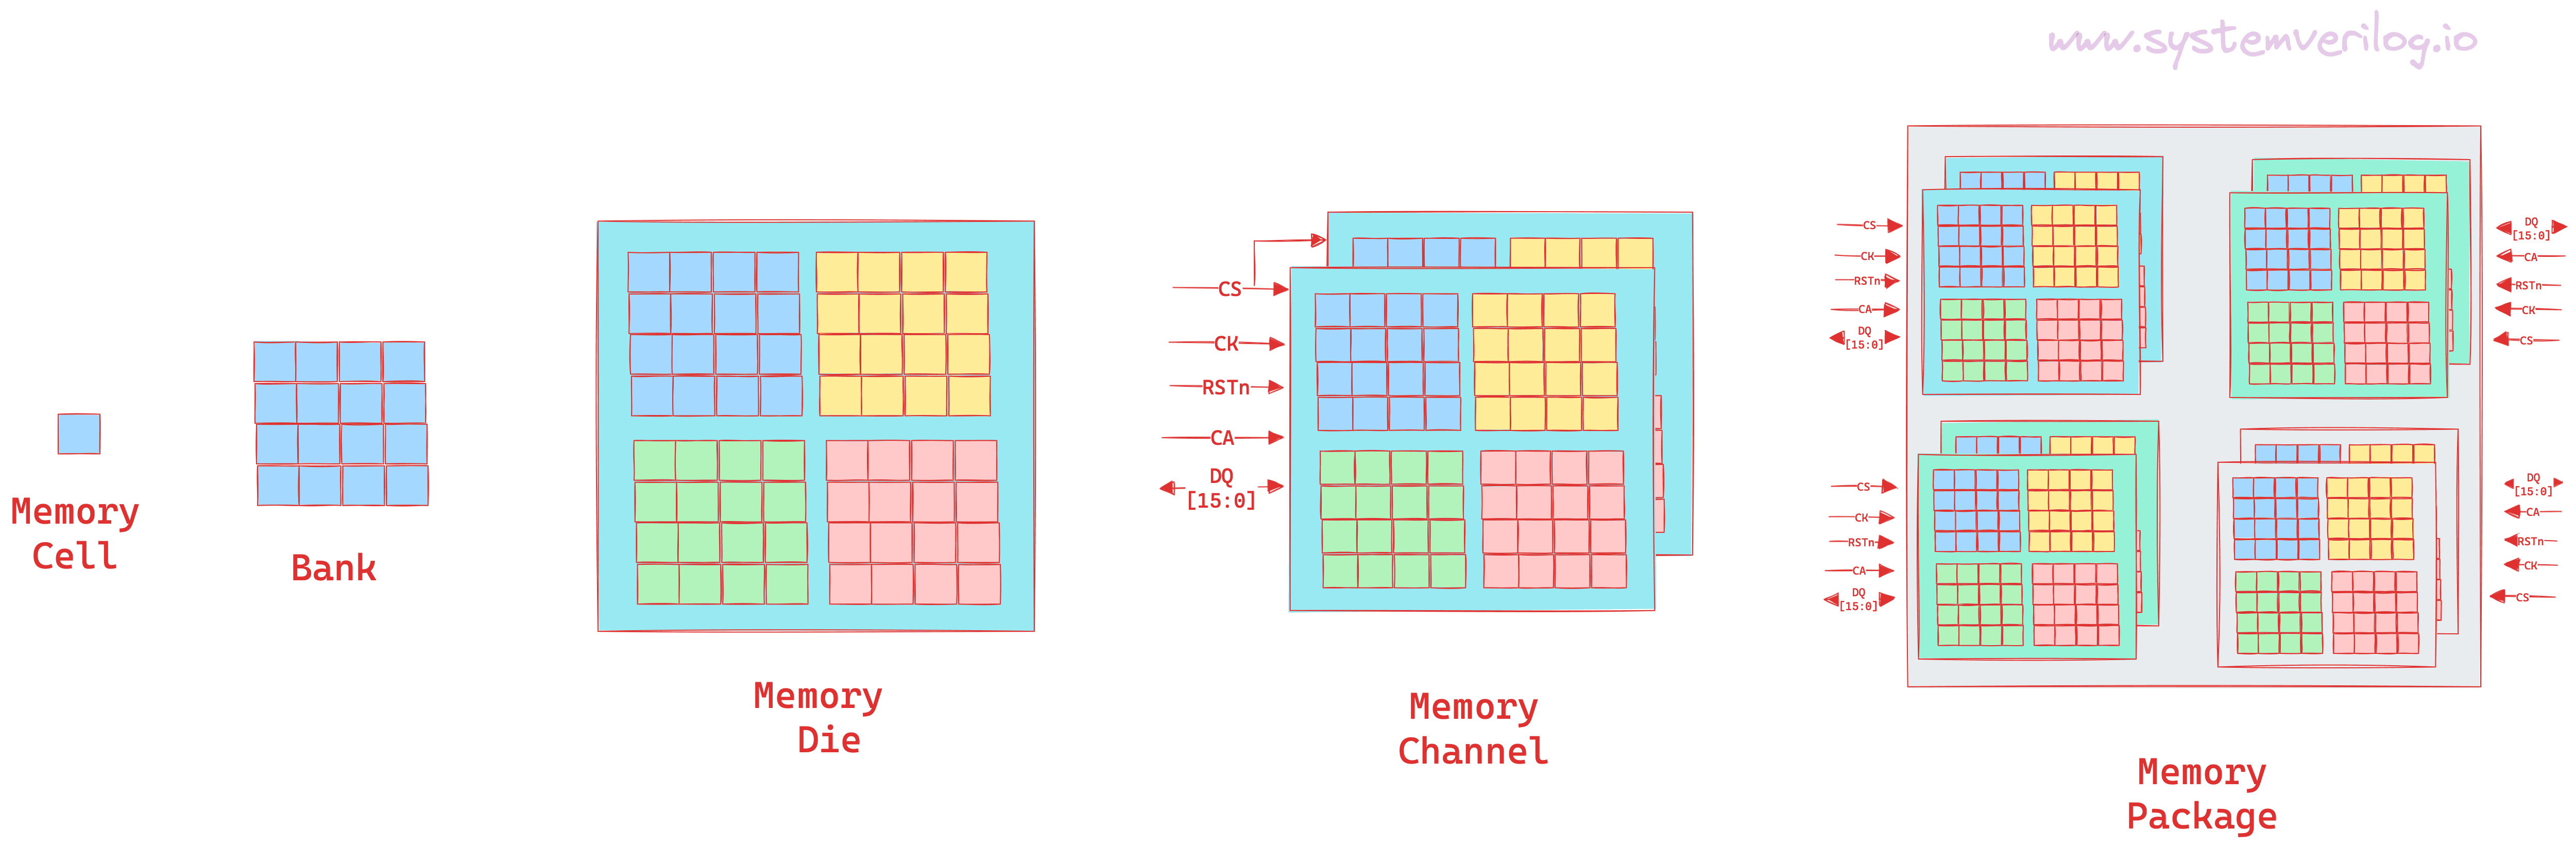 www.systemverilog.io
Memory
Cell
Bank
Memory
Die
CS
CK
RSTn
CA
DQ
[15:0]
Memory
Channel
CS
CK
RSTn
CA
DQ
[15:0]
DQ
[15:0]
CA
RSTn
CK
CS
CS
CK
RSTn
CA
DQ
[15:0]
DQ
[15:0]
CA
RSTn
CK
CS
Memory
Package